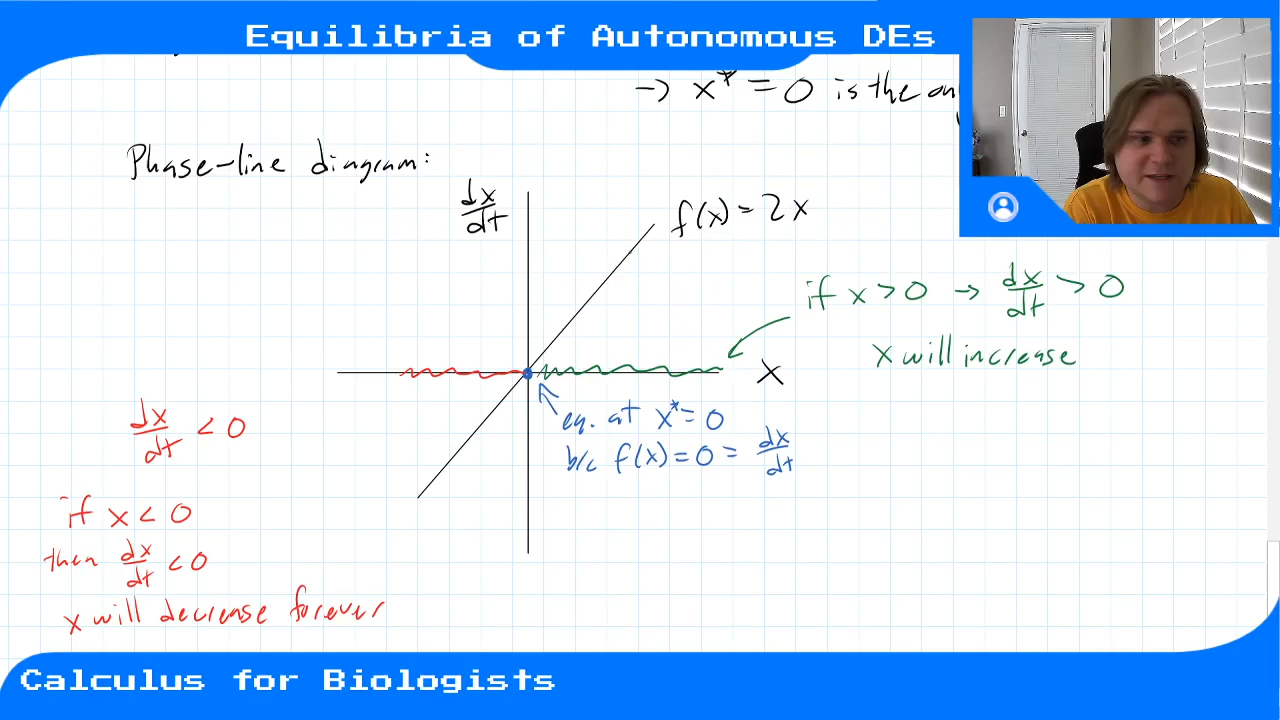 Equilibria of Autonomous DEs
→ x* = 0 is the
Phase-line diagram:
dx/dt
f(x) = 2x
if x > 0 → dx/dt > 0
x will increase
x
eq. at x* = 0
b/c f(x) = 0 = dx/dt
dx/dt < 0
if x < 0
then dx/dt < 0
x will decrease forever
Calculus for Biologists